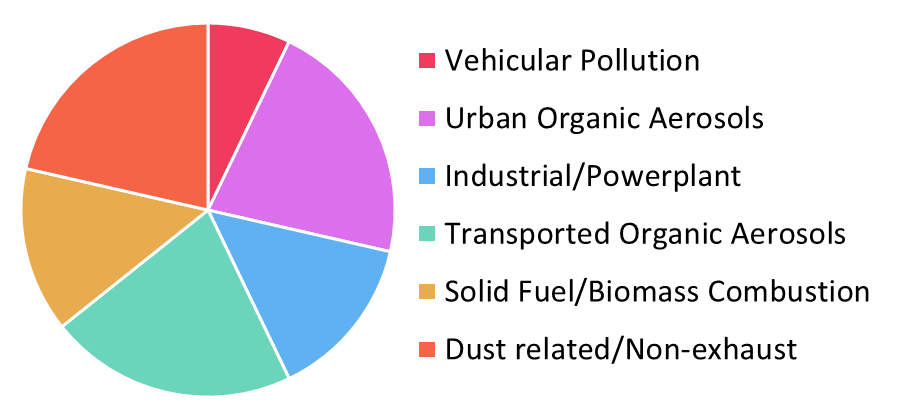 Vehicular Pollution
Urban Organic Aerosols
Industrial/Powerplant
Transported Organic Aerosols
Solid Fuel/Biomass Combustion
Dust related/Non-exhaust